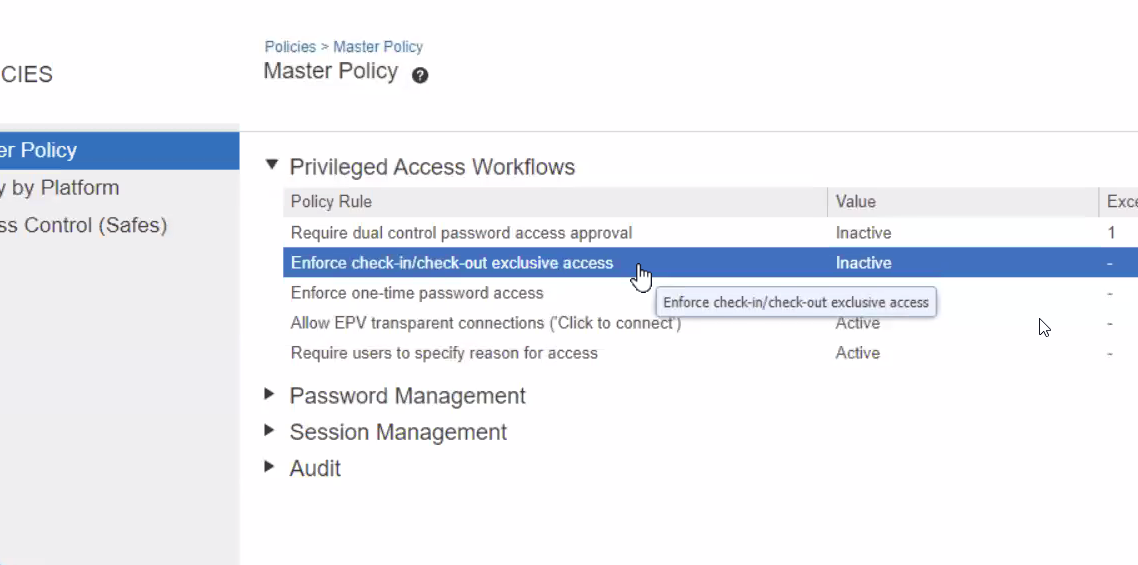 Policies > Master Policy
Master Policy ?
CIES
er Policy
y by Platform
ss Control (Safes)
Privileged Access Workflows
Policy Rule Value Exce
Require dual control password access approval Inactive 1
Enforce check-in/check-out exclusive access Inactive -
Enforce one-time password access -
Enforce check-in/check-out exclusive access
Allow EPV transparent connections ('Click to connect') Active -
Require users to specify reason for access Active -
Password Management
Session Management
Audit